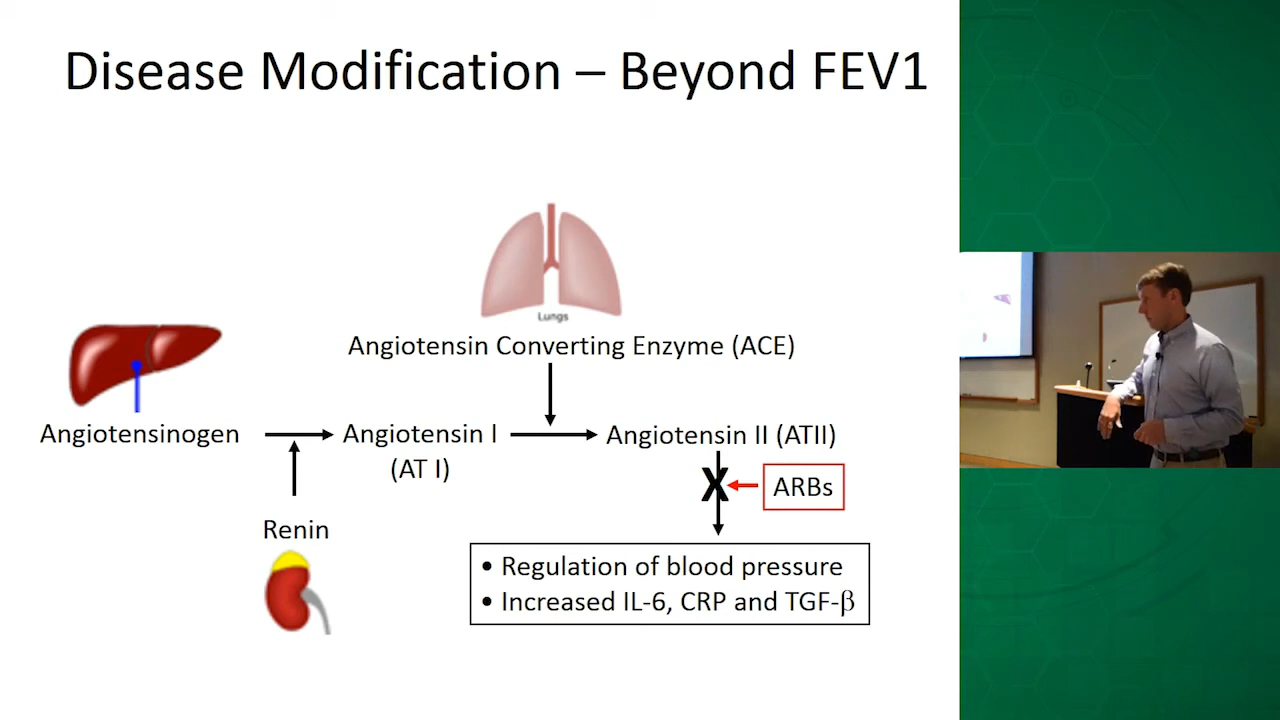 Disease Modification – Beyond FEV1
Lungs
Angiotensin Converting Enzyme (ACE)
Angiotensinogen
Angiotensin I
(AT I)
Angiotensin II (ATII)
ARBs
X
Renin
• Regulation of blood pressure
• Increased IL-6, CRP and TGF-β